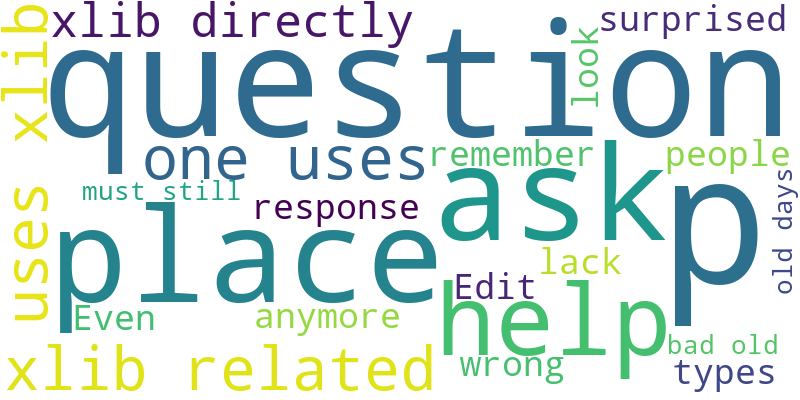 xlib directly
surprised
question
look
uses xlib
one uses
remember
people
ask
p
must still
response
place
old days
lack
Edit
help
Even
anymore
bad old
xlib related
wrong
types